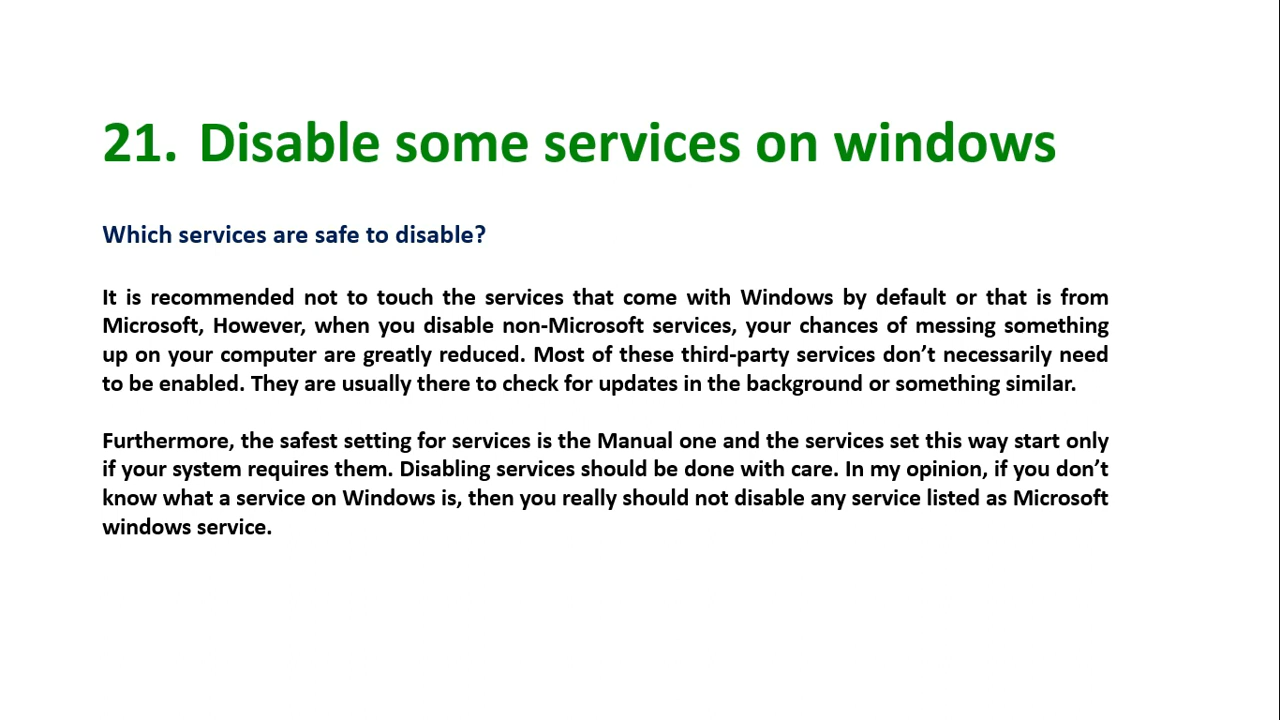 21. Disable some services on windows
Which services are safe to disable?
It is recommended not to touch the services that come with Windows by default or that is from
Microsoft, However, when you disable non-Microsoft services, your chances of messing something
up on your computer are greatly reduced. Most of these third-party services don’t necessarily need
to be enabled. They are usually there to check for updates in the background or something similar.
Furthermore, the safest setting for services is the Manual one and the services set this way start only
if your system requires them. Disabling services should be done with care. In my opinion, if you don’t
know what a service on Windows is, then you really should not disable any service listed as Microsoft
windows service.